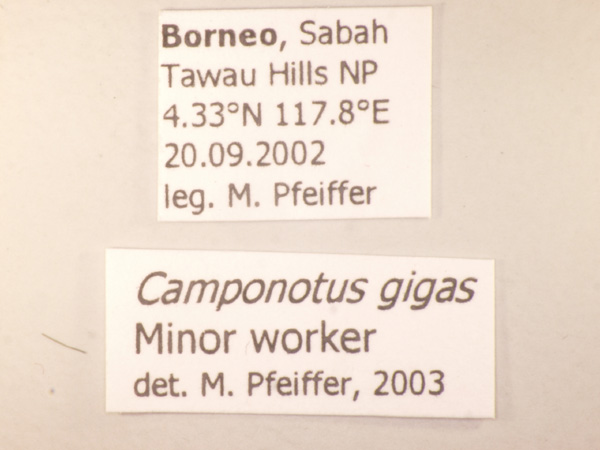 Borneo, Sabah
Tawau Hills NP
4.33°N 117.8°E
20.09.2002
leg. M. Pfeiffer
Camponotus gigas
Minor worker
det. M. Pfeiffer, 2003